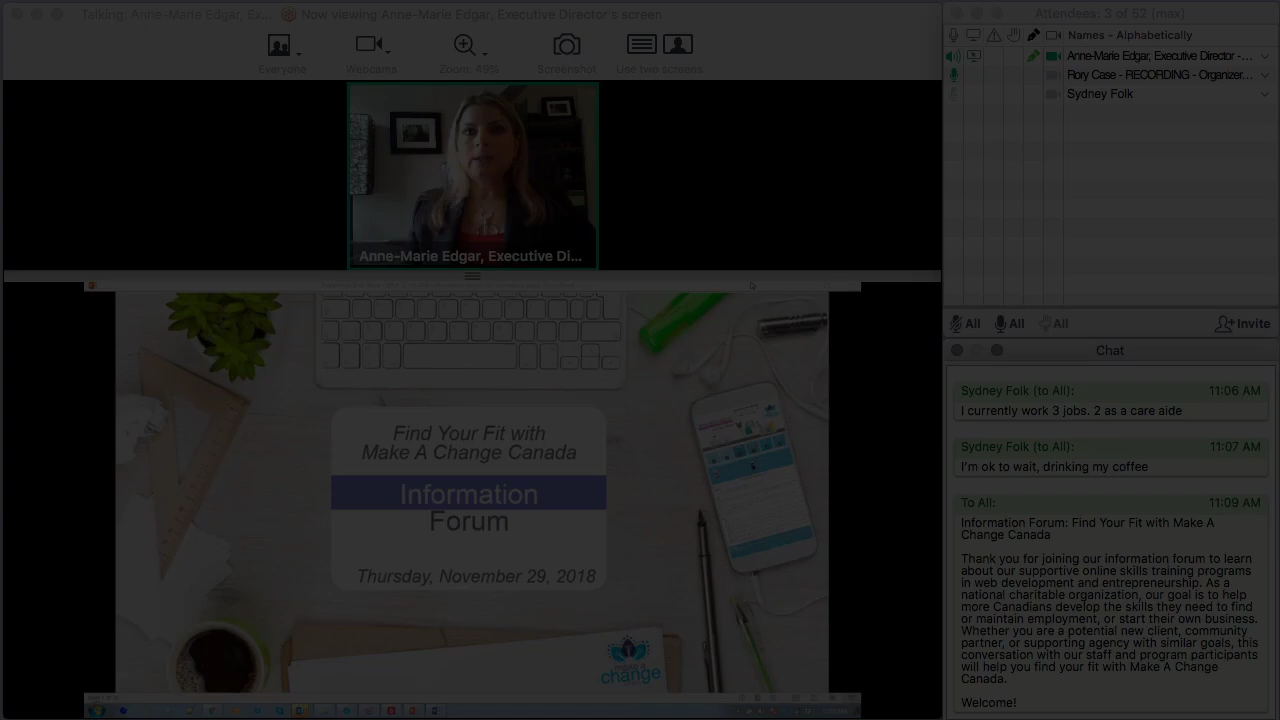 Talking: Anne-Marie Edgar, Ex...
Now viewing Anne-Marie Edgar, Executive Director's screen
Everyone
Webcams
Zoom: 49%
Screenshot
Use two screens
Anne-Marie Edgar, Executive Di...
Find Your Fit with
Make A Change Canada
Information
Forum
Thursday, November 29, 2018
make a
change
Attendees: 3 of 52 (max)
Names - Alphabetically
Anne-Marie Edgar, Executive Director -...
Rory Case - RECORDING - Organizer...
Sydney Folk
All
All
All
Invite
Chat
Sydney Folk (to All): 11:06 AM
I currently work 3 jobs. 2 as a care aide
Sydney Folk (to All): 11:07 AM
I'm ok to wait, drinking my coffee
To All: 11:09 AM
Information Forum: Find Your Fit with Make A
Change Canada
Thank you for joining our information forum to learn
about our supportive online skills training programs
in web development and entrepreneurship. As a
national charitable organization, our goal is to help
more Canadians develop the skills they need to find
or maintain employment, or start their own business.
Whether you are a potential new client, community
partner, or supporting agency with similar goals, this
conversation with our staff and program participants
will help you find your fit with Make A Change
Canada.
Welcome!